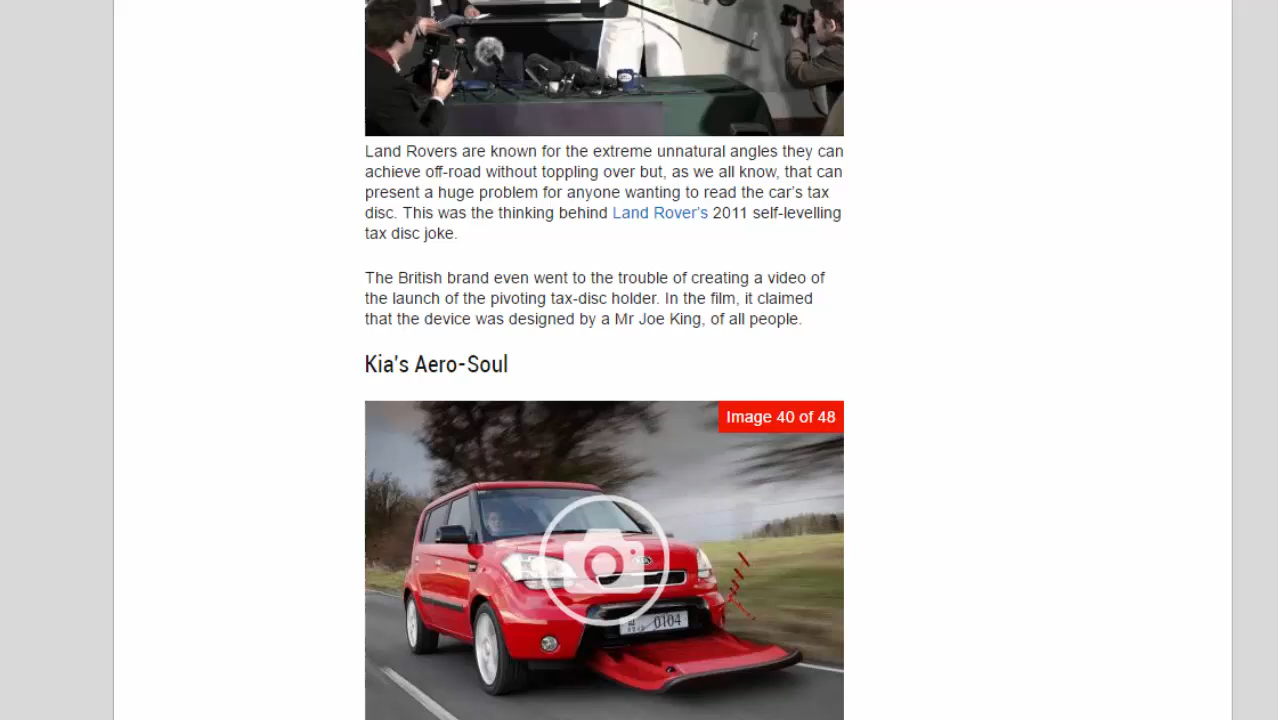 Land Rovers are known for the extreme unnatural angles they can
achieve off-road without toppling over but, as we all know, that can
present a huge problem for anyone wanting to read the car's tax
disc. This was the thinking behind Land Rover's 2011 self-levelling
tax disc joke.
The British brand even went to the trouble of creating a video of
the launch of the pivoting tax-disc holder. In the film, it claimed
that the device was designed by a Mr Joe King, of all people.
Kia's Aero-Soul
Image 40 of 48
KIA
0104